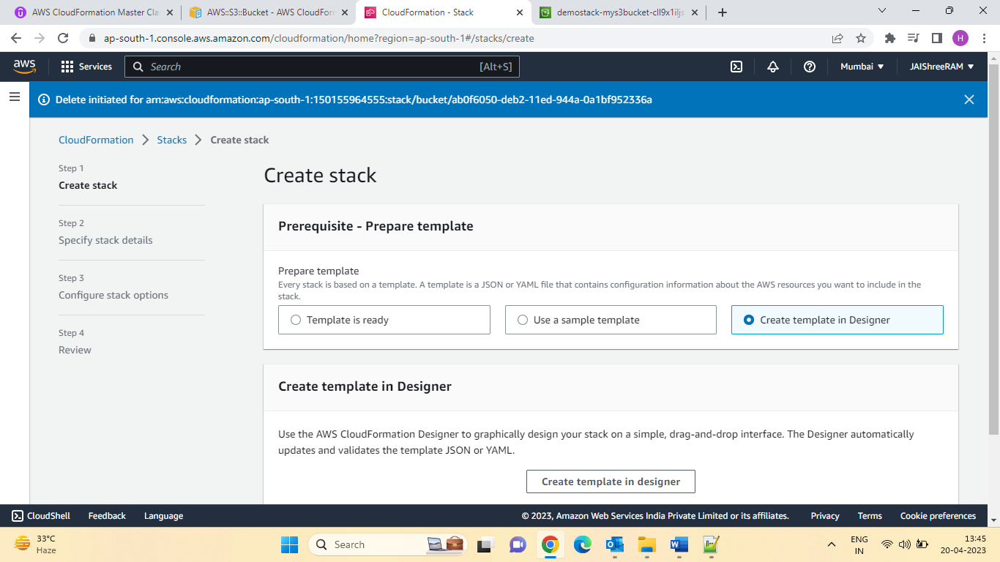 AWS CloudFormation Master Cla
AWS::S3::Bucket - AWS CloudForm
CloudFormation - Stack
demostack-mys3bucket-cll9x1iljs
ap-south-1.console.aws.amazon.com/cloudformation/home?region=ap-south-1#/stacks/create
H
aws
Services
Search
[Alt+S]
Mumbai
JAIShreeRAM
Delete initiated for arn:aws:cloudformation:ap-south-1:150155964555:stack/bucket/ab0f6050-deb2-11ed-944a-0a1bf952336a
CloudFormation
Stacks
Create stack
Step 1
Create stack
Step 2
Specify stack details
Step 3
Configure stack options
Step 4
Review
Create stack
Prerequisite - Prepare template
Prepare template
Every stack is based on a template. A template is a JSON or YAML file that contains configuration information about the AWS resources you want to include in the
stack.
Template is ready
Use a sample template
Create template in Designer
Create template in Designer
Use the AWS CloudFormation Designer to graphically design your stack on a simple, drag-and-drop interface. The Designer automatically
updates and validates the template JSON or YAML.
Create template in designer
CloudShell
Feedback
Language
© 2023, Amazon Web Services India Private Limited or its affiliates.
Privacy
Terms
Cookie preferences
33°C
Haze
Search
ENG
IN
13:45
20-04-2023